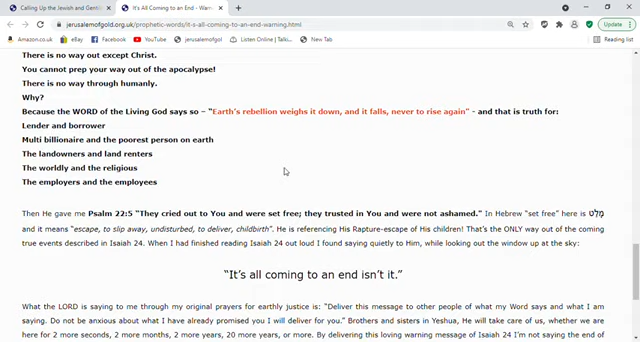 Calling Up the Jewish and Genti
It's All Coming to an End - Warn
jerusalemofgold.org.uk/prophetic-words/it-s-all-coming-to-an-end-warning.html
Update
Amazon.co.uk eBay Facebook YouTube jerusalemofgold Listen Online | Talki... New Tab Reading list
There is no way out except Christ.
You cannot prep your way out of the apocalypse!
There is no way through humanly.
Why?
Because the WORD of the Living God says so – "Earth's rebellion weighs it down, and it falls, never to rise again" - and that is truth for:
Lender and borrower
Multi billionaire and the poorest person on earth
The landowners and land renters
The worldly and the religious
The employers and the employees
Then He gave me Psalm 22:5 "They cried out to You and were set free; they trusted in You and were not ashamed." In Hebrew "set free" here is מָלַט
and it means "escape, to slip away, undisturbed, to deliver, childbirth". He is referencing His Rapture-escape of His children! That's the ONLY way out of the coming
true events described in Isaiah 24. When I had finished reading Isaiah 24 out loud I found saying quietly to Him, while looking out the window up at the sky:
"It's all coming to an end isn't it."
What the LORD is saying to me through my original prayers for earthly justice is: "Deliver this message to other people of what my Word says and what I am
saying. Do not be anxious about what I have already promised you I will deliver for you." Brothers and sisters in Yeshua, He will take care of us, whether we are
here for 2 more seconds, 2 more months, 2 more years, 20 more years, or more. By delivering this loving warning message of Isaiah 24 I'm not saying the end of